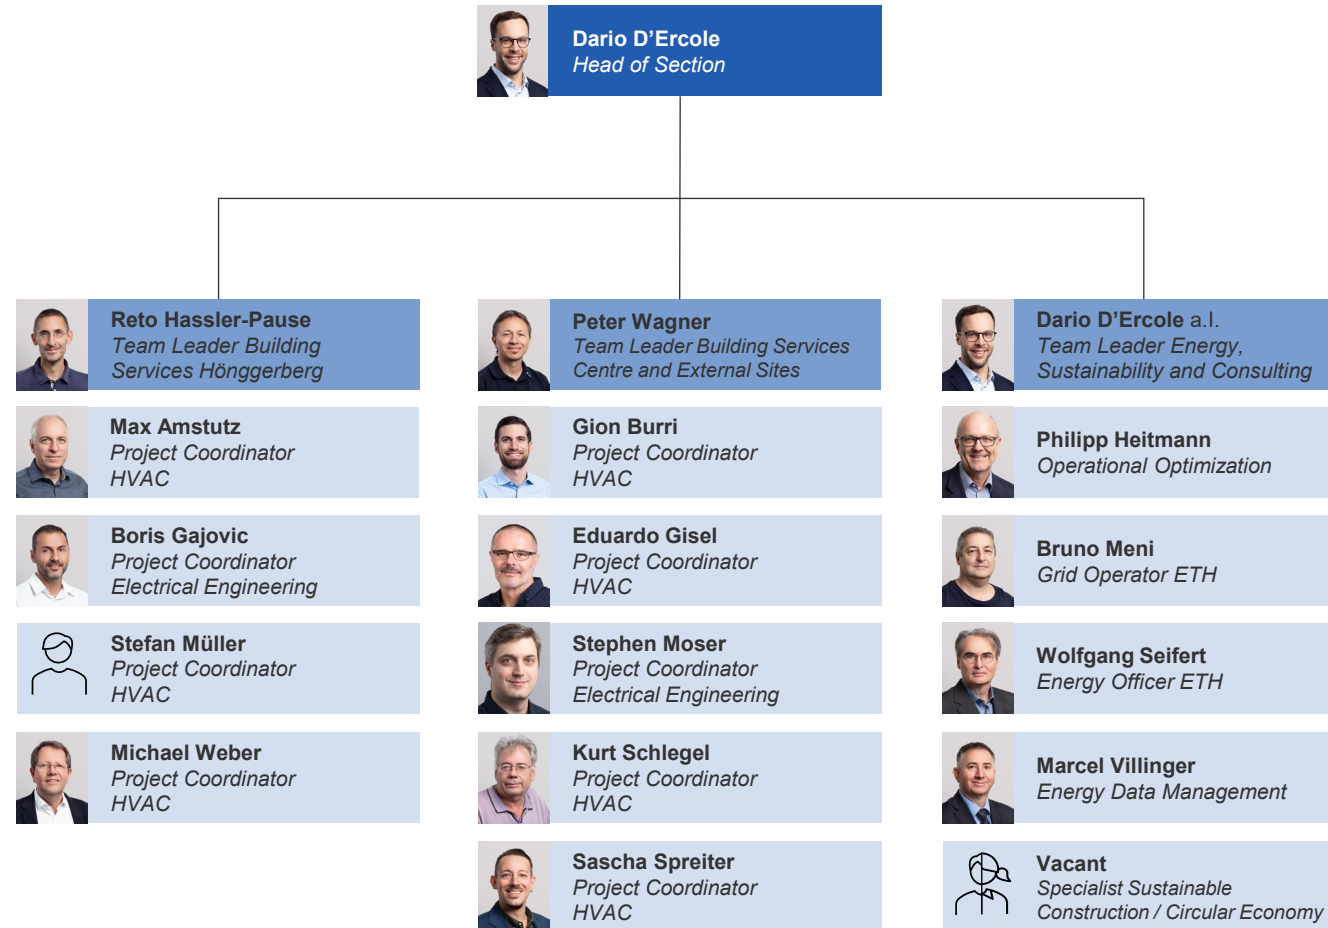 Dario D’Ercole
Head of Section
Reto Hassler-Pause
Team Leader Building
Services Hönggerberg
Max Amstutz
Project Coordinator
HVAC
Boris Gajovic
Project Coordinator
Electrical Engineering
Stefan Müller
Project Coordinator
HVAC
Michael Weber
Project Coordinator
HVAC
Peter Wagner
Team Leader Building Services
Centre and External Sites
Gion Burri
Project Coordinator
HVAC
Eduardo Gisel
Project Coordinator
HVAC
Stephen Moser
Project Coordinator
Electrical Engineering
Kurt Schlegel
Project Coordinator
HVAC
Sascha Spreiter
Project Coordinator
HVAC
Dario D’Ercole a.I.
Team Leader Energy,
Sustainability and Consulting
Philipp Heitmann
Operational Optimization
Bruno Meni
Grid Operator ETH
Wolfgang Seifert
Energy Officer ETH
Marcel Villinger
Energy Data Management
Vacant
Specialist Sustainable
Construction / Circular Economy